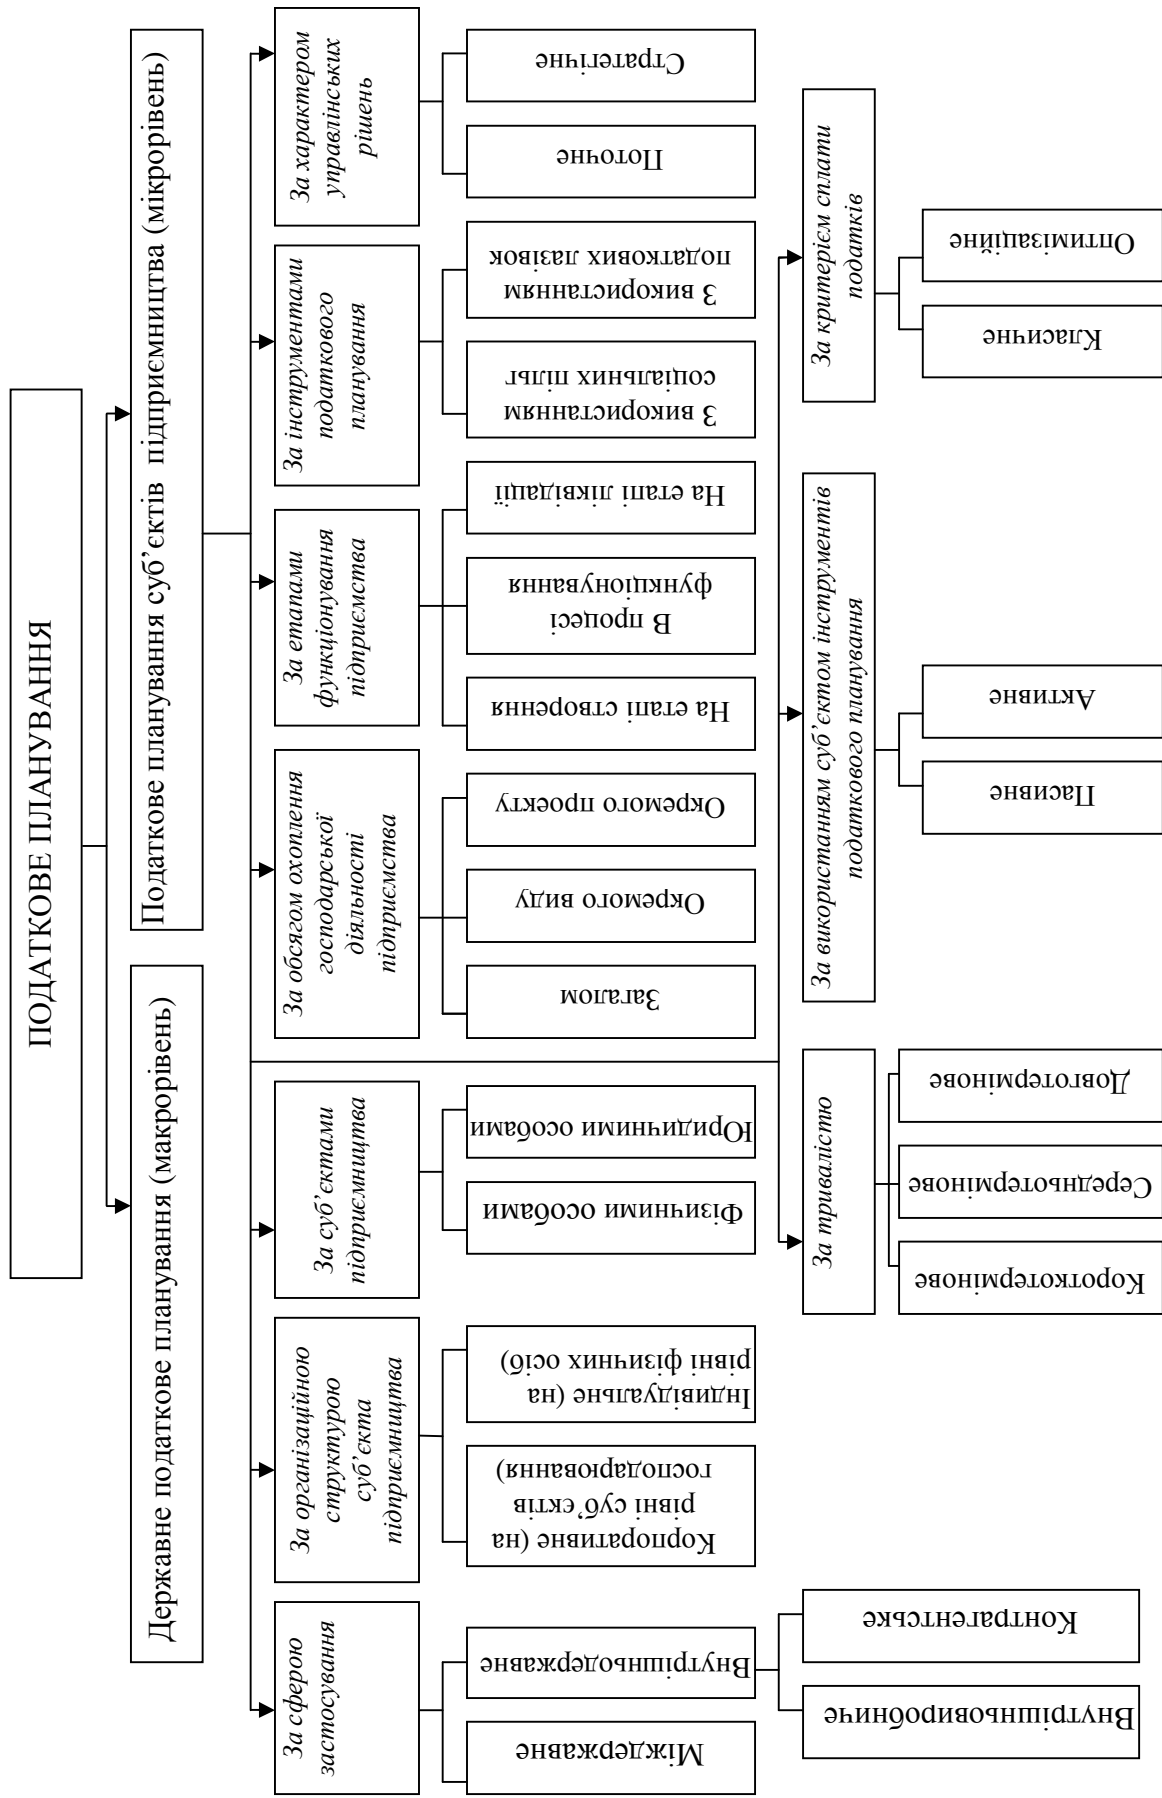 ПОДАТКОВЕ ПЛАНУВАННЯ
Державне податкове планування (макрорівень)
Податкове планування суб’єктів підприємництва (мікрорівень)
За сферою
застосування
За організаційною
структурою
суб’єкта
підприємництва
За суб’єктами
підприємництва
За обсягом охоплення
господарської
діяльності
підприємства
За етапами
функціонування
підприємства
За інструментами
податкового
планування
За характером
управлінських
рішень
Міждержавне
Внутрішньодержавне
Корпоративне (на
рівні суб’єктів
господарювання)
Індивідуальне (на
рівні фізичних осіб)
Фізичними особами
Юридичними особами
Загалом
Окремого виду
Окремого проекту
На етапі створення
В процесі
функціонування
На етапі ліквідації
З використанням
соціальних пільг
З використанням
податкових лазівок
Поточне
Стратегічне
Внутрішньовиробниче
Контрагентське
За тривалістю
За використанням суб’єктом інструментів
податкового планування
За критерієм сплати
податків
Короткотермінове
Середньотермінове
Довготермінове
Пасивне
Активне
Класичне
Оптимізаційне